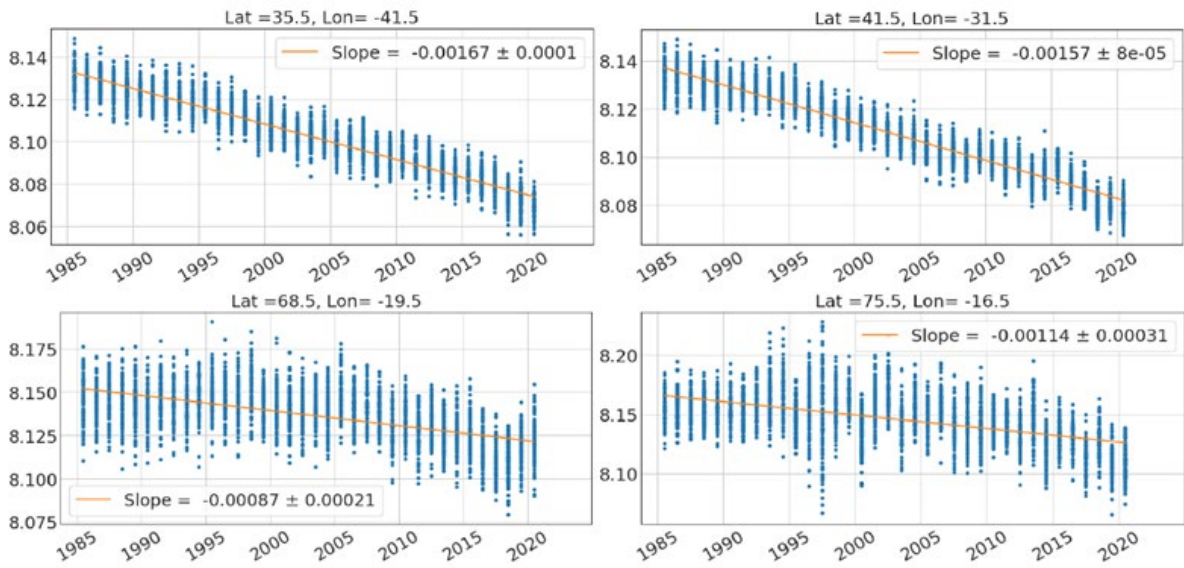 Lat =35.5, Lon= -41.5
Slope = -0.00167 ± 0.0001
8.14
8.12
8.10
8.08
8.06
1985 1990 1995 2000 2005 2010 2015 2020
Lat =41.5, Lon= -31.5
Slope = -0.00157 ± 8e-05
8.14
8.12
8.10
8.08
1985 1990 1995 2000 2005 2010 2015 2020
Lat =68.5, Lon= -19.5
8.175
8.150
8.125
8.100
8.075
Slope = -0.00087 ± 0.00021
1985 1990 1995 2000 2005 2010 2015 2020
Lat =75.5, Lon= -16.5
Slope = -0.00114 ± 0.00031
8.20
8.15
8.10
1985 1990 1995 2000 2005 2010 2015 2020